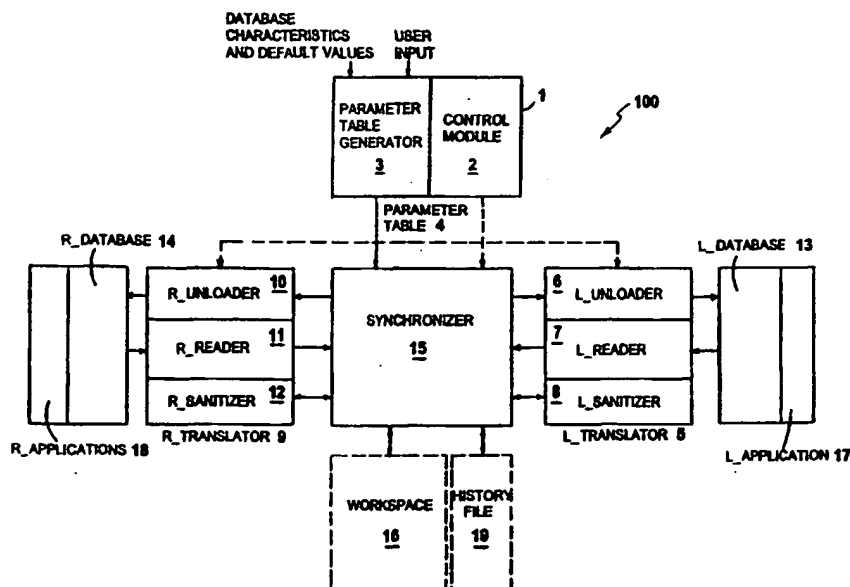 DATABASE
CHARACTERISTICS
AND DEFAULT VALUES
USER
INPUT
1
100
PARAMETER
TABLE
GENERATOR
3
CONTROL
MODULE
2
PARAMETER
TABLE 4
R_DATABASE 14
L_DATABASE 13
R_UNLOADER 10
R_READER 11
R_SANITIZER 12
SYNCHRONIZER
15
6
L_UNLOADER
7
L_READER
8
L_SANITIZER
R_APPLICATIONS 18
R_TRANSLATOR 9
L_TRANSLATOR 5
L_APPLICATION 17
WORKSPACE
16
HISTORY
FILE
19